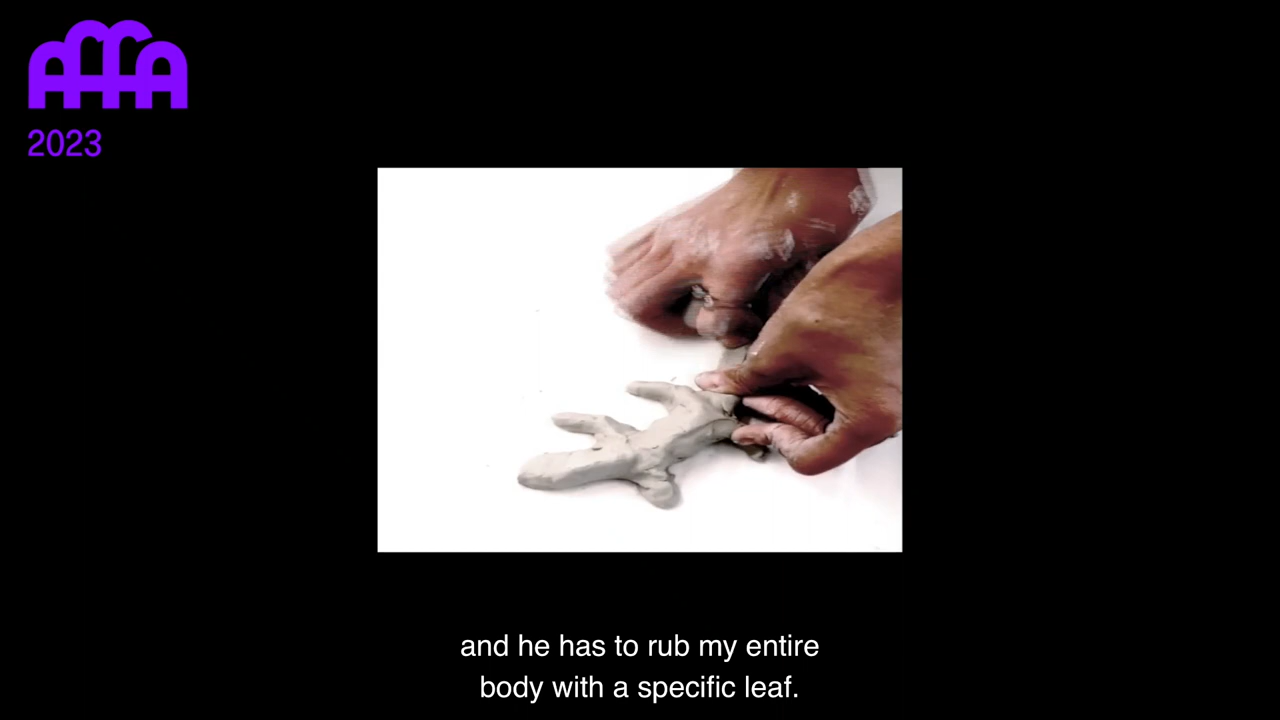 AFFA
2023
and he has to rub my entire
body with a specific leaf.